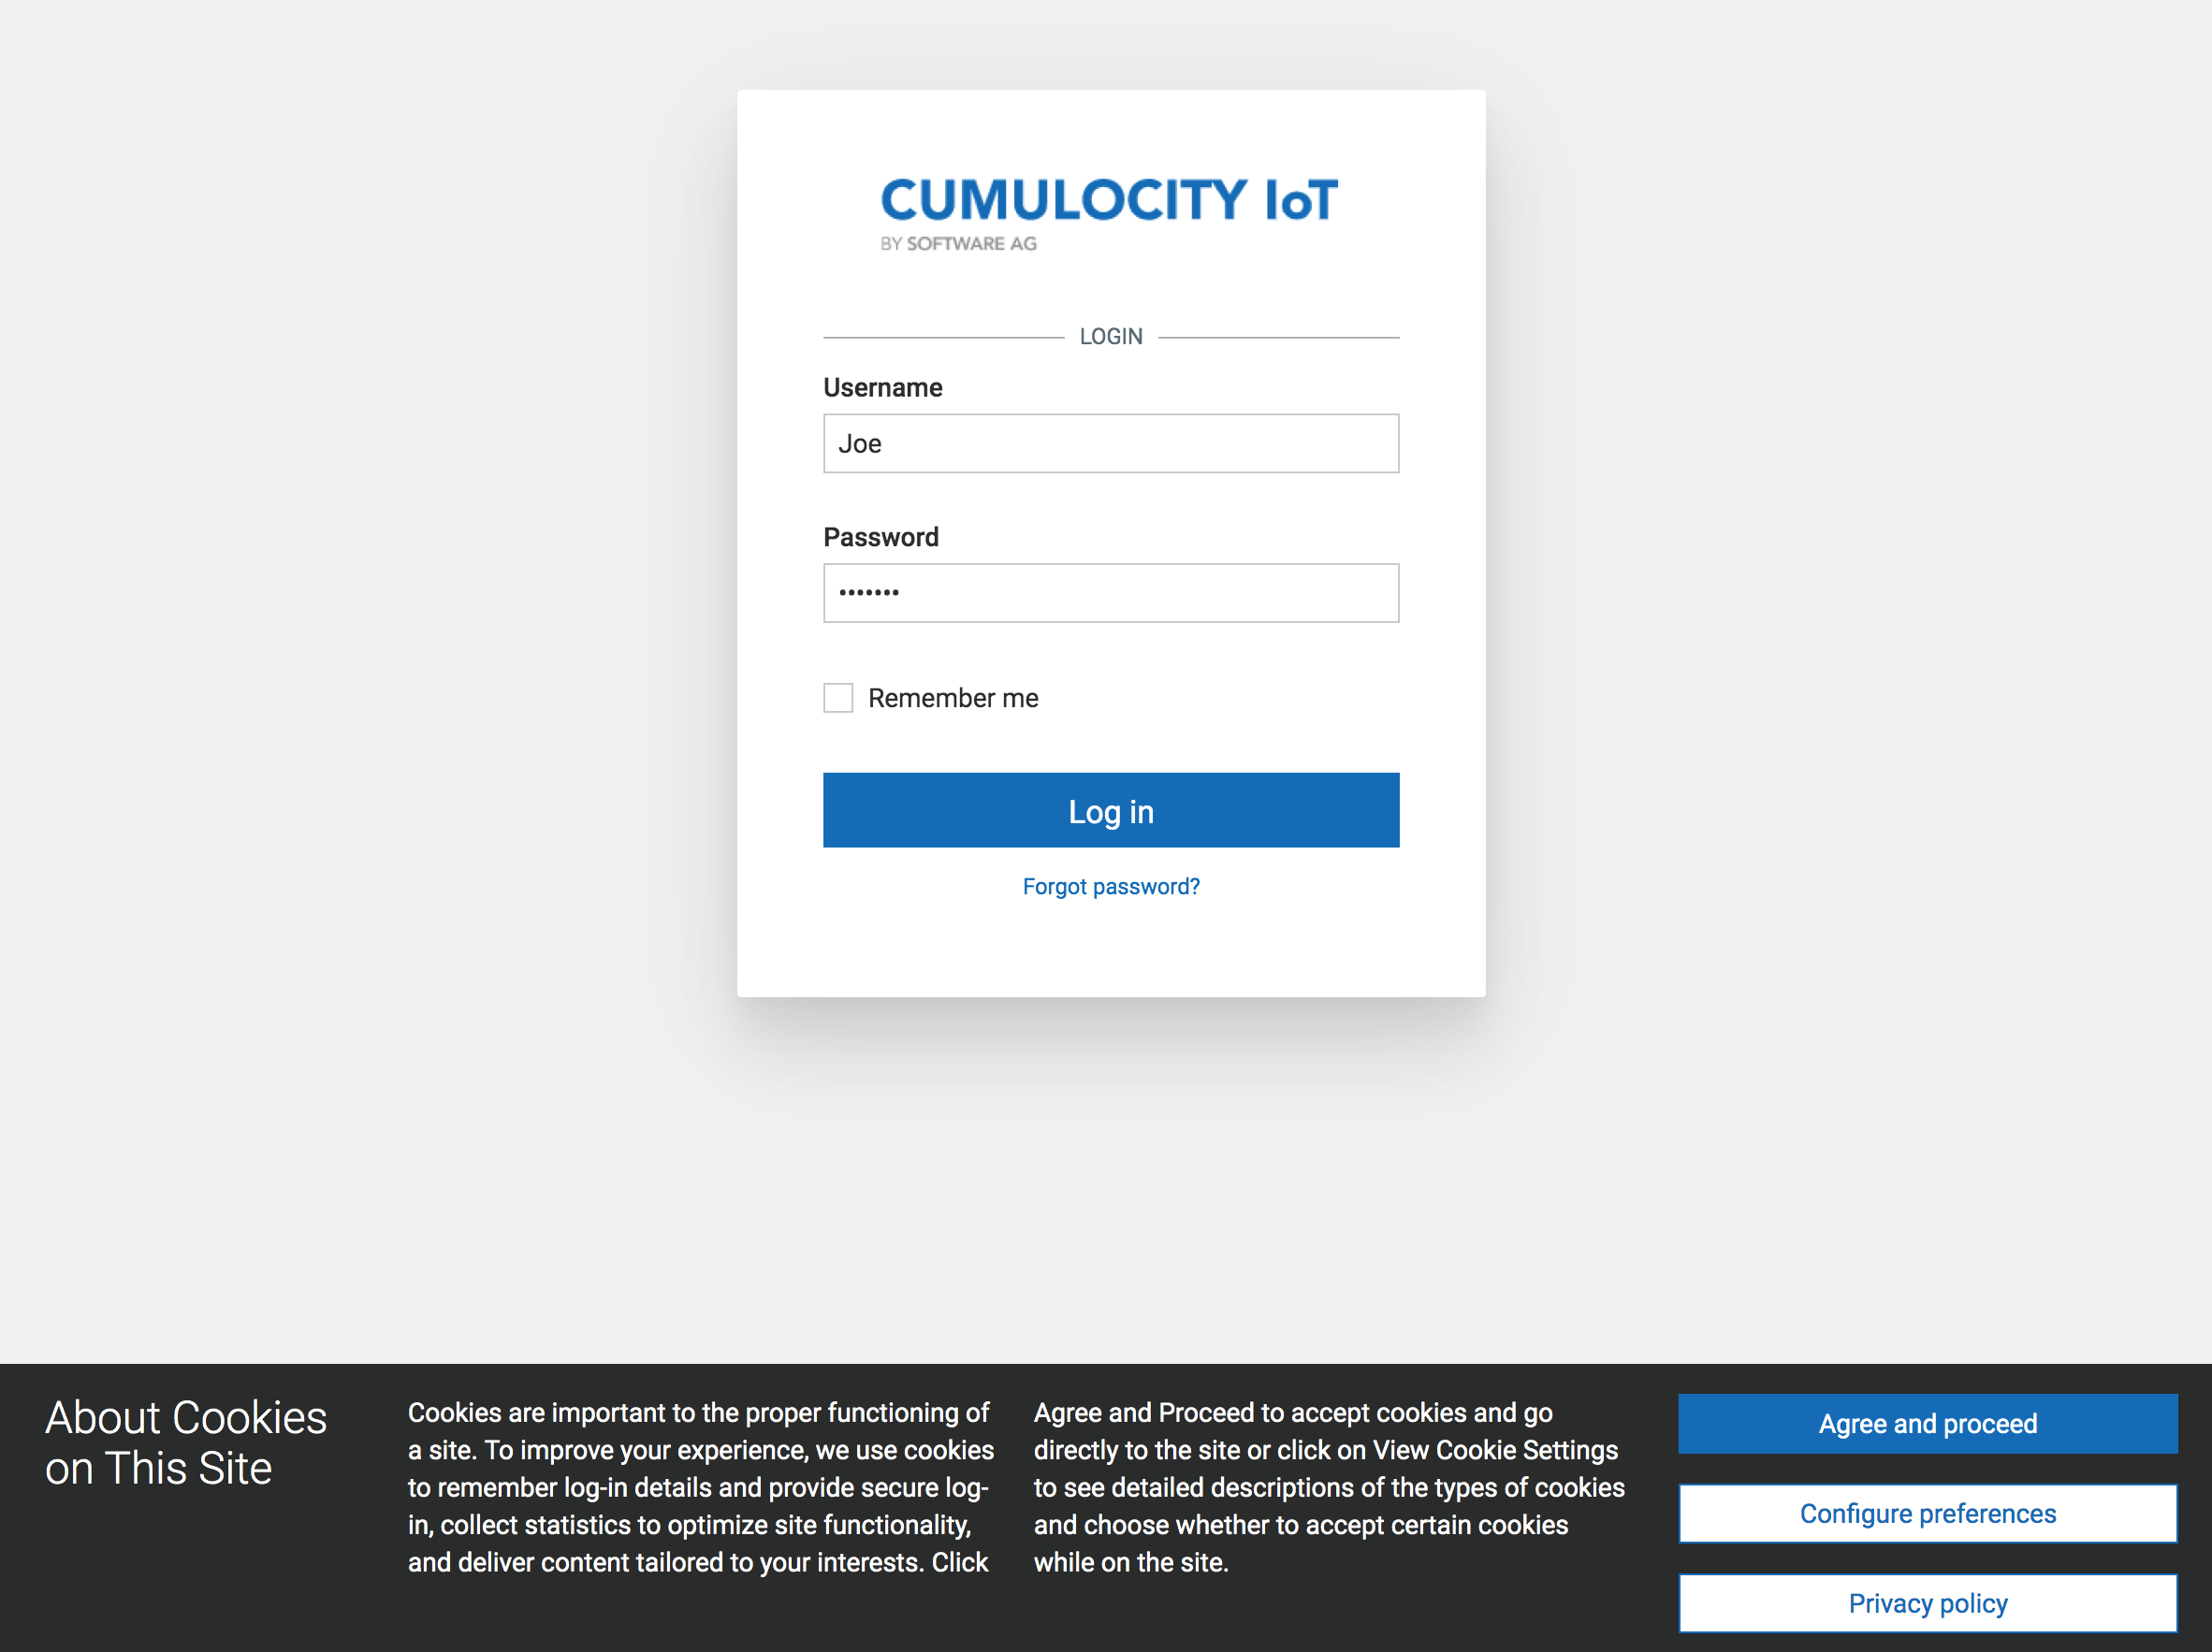 CUMULOCITY IoT
BY SOFTWARE AG
LOGIN
Username
Joe
Password
•••••••
Remember me
Log in
Forgot password?
About Cookies
on This Site
Cookies are important to the proper functioning of
a site. To improve your experience, we use cookies
to remember log-in details and provide secure log-
in, collect statistics to optimize site functionality,
and deliver content tailored to your interests. Click
Agree and Proceed to accept cookies and go
directly to the site or click on View Cookie Settings
to see detailed descriptions of the types of cookies
and choose whether to accept certain cookies
while on the site.
Agree and proceed
Configure preferences
Privacy policy